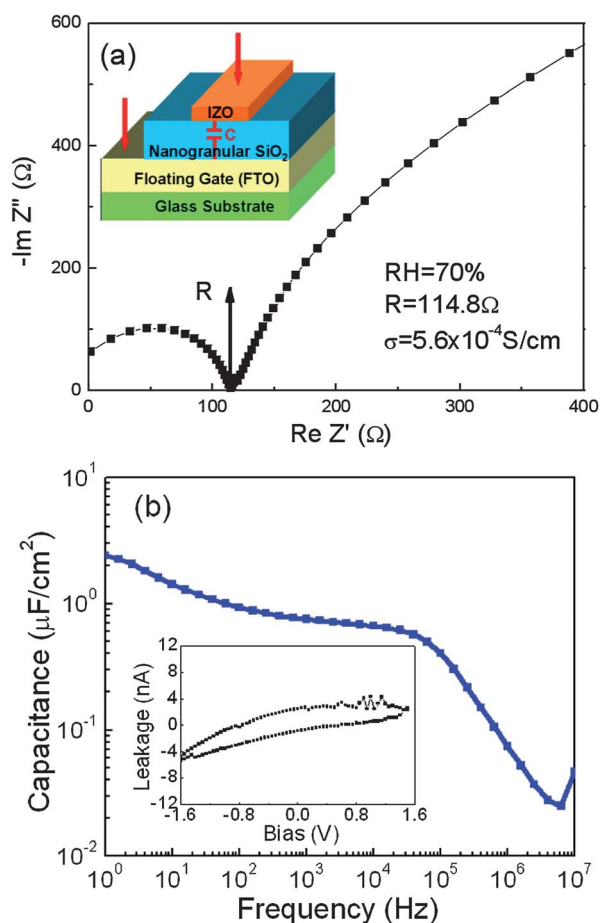 (a)
600
400
200
0
-Im Z" (Ω)
IZO
C
Nanogranular SiO₂
Floating Gate (FTO)
Glass Substrate
R
RH=70%
R=114.8Ω
σ=5.6x10⁻⁴S/cm
0 100 200 300 400
Re Z' (Ω)
(b)
10¹
10⁰
10⁻¹
10⁻²
Capacitance (μF/cm²)
12
8
4
0
-4
-8
-12
Leakage (nA)
-1.6 -0.8 0.0 0.8 1.6
Bias (V)
10⁰ 10¹ 10² 10³ 10⁴ 10⁵ 10⁶ 10⁷
Frequency (Hz)